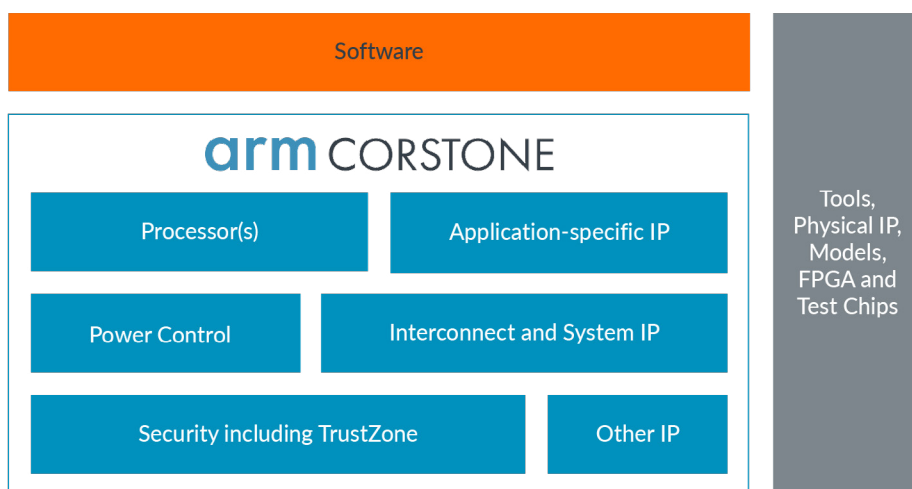 Software
arm CORSTONE
Processor(s)
Application-specific IP
Power Control
Interconnect and System IP
Security including TrustZone
Other IP
Tools,
Physical IP,
Models,
FPGA and
Test Chips